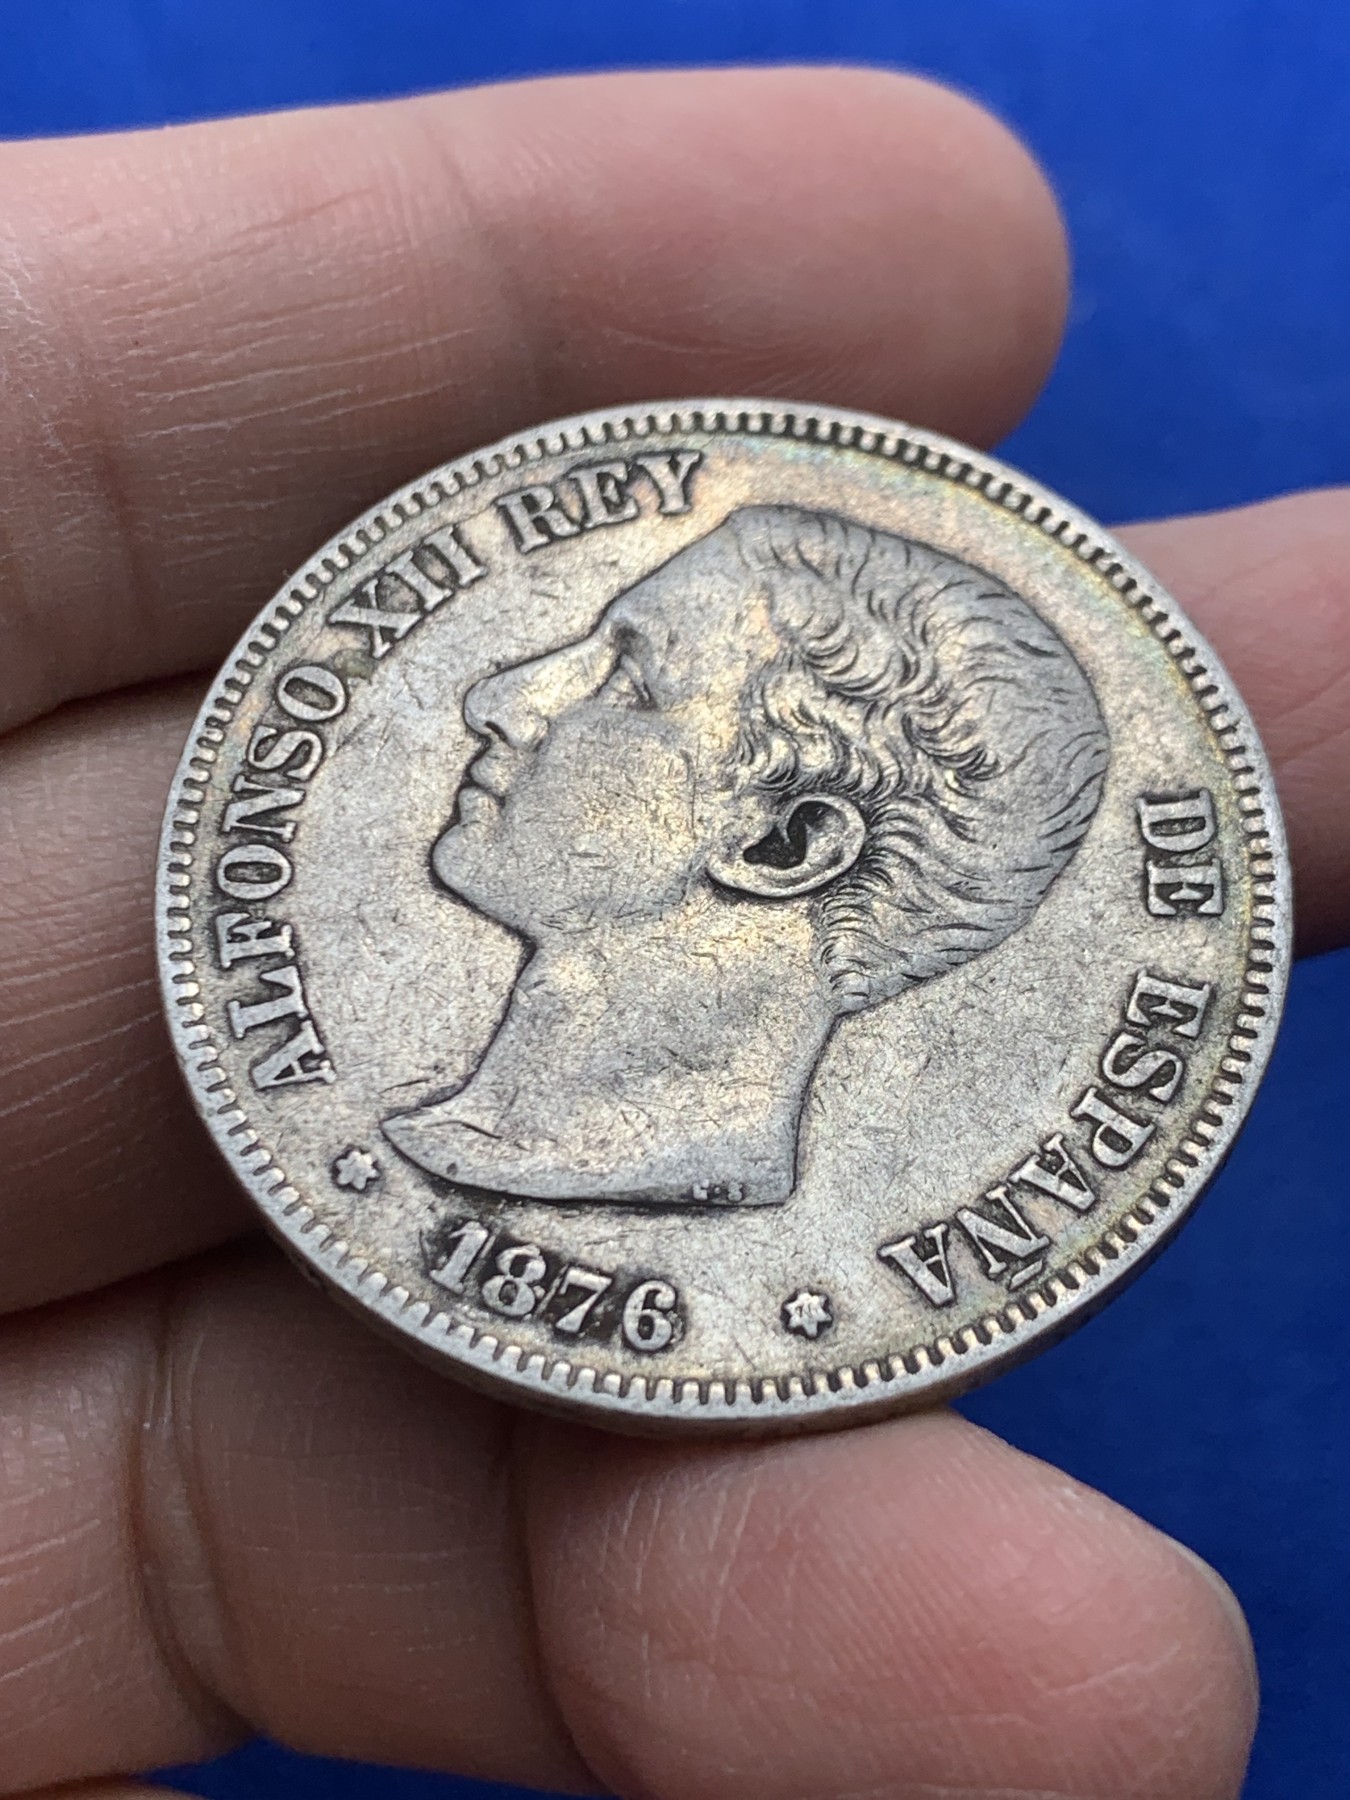 ALFONSO XII REY
DE ESPAÑA
1876